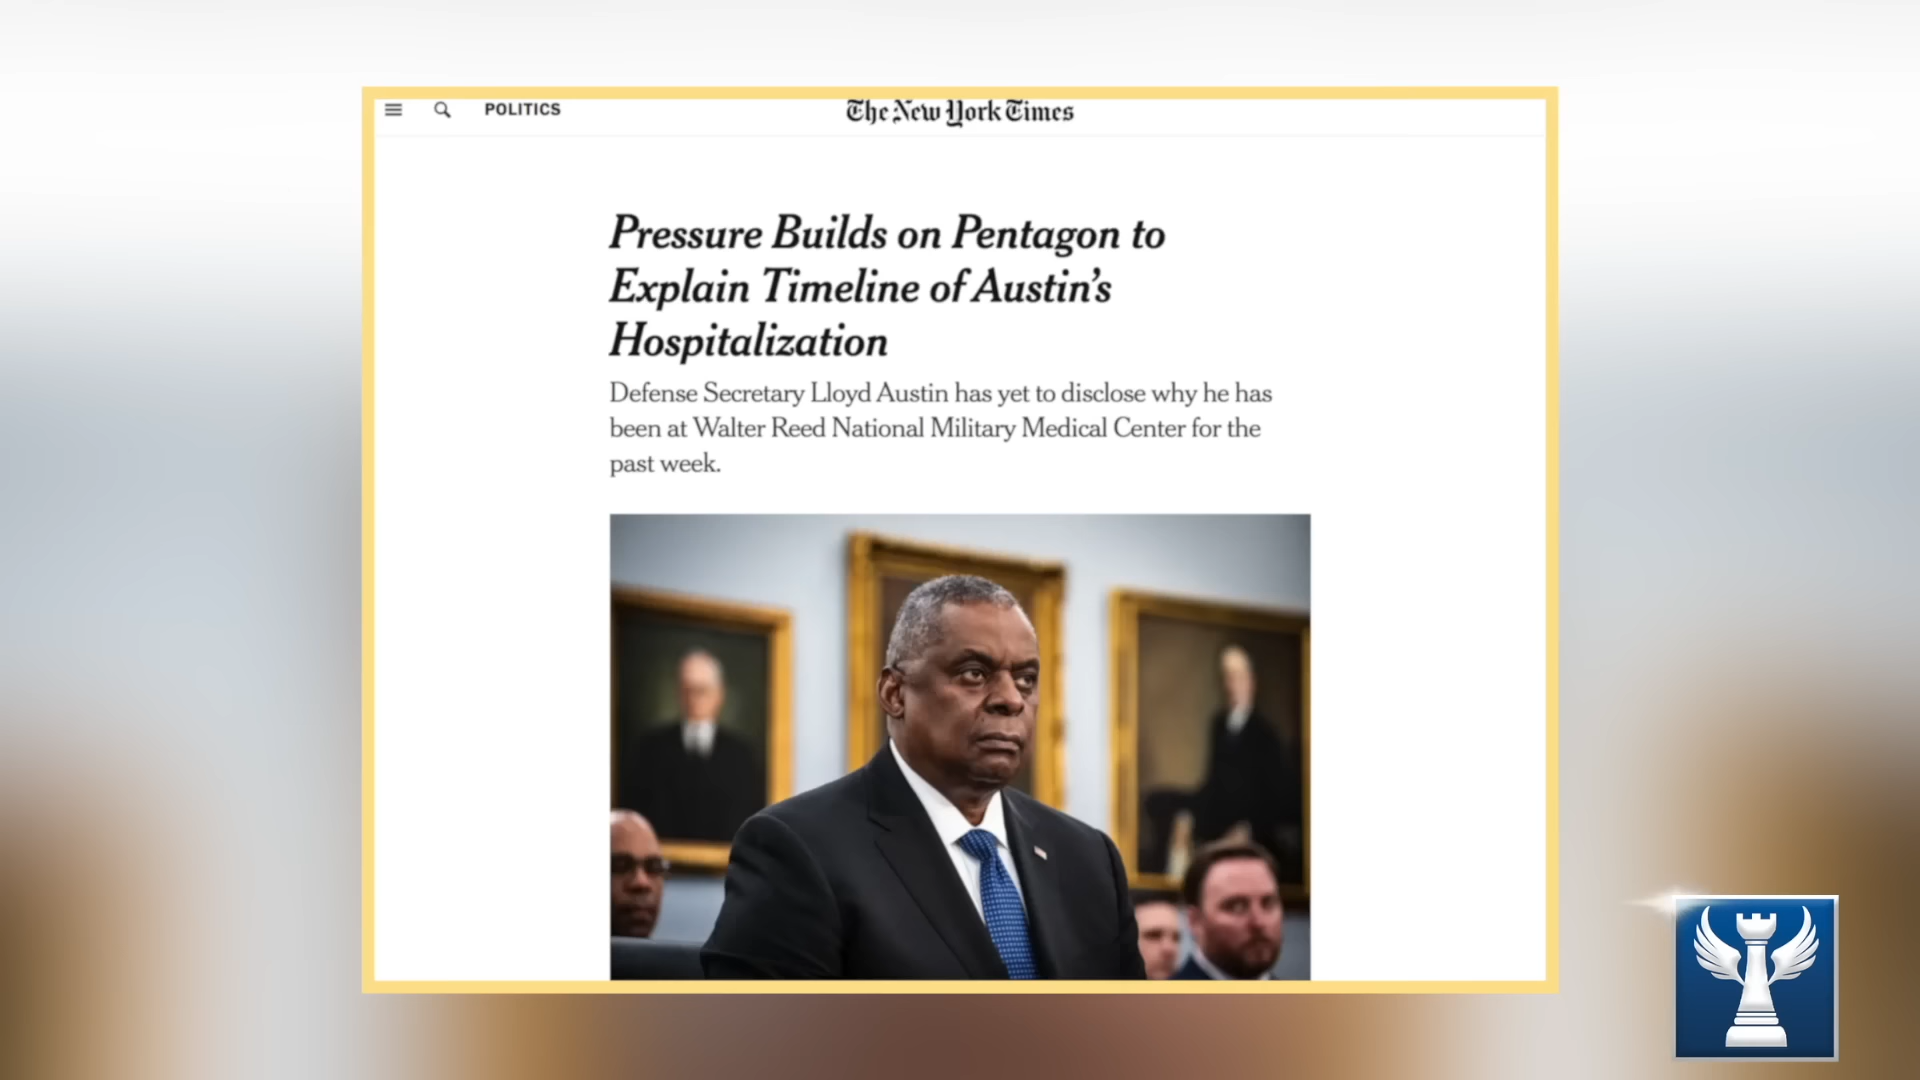 POLITICS
The New York Times
Pressure Builds on Pentagon to
Explain Timeline of Austin’s
Hospitalization
Defense Secretary Lloyd Austin has yet to disclose why he has
been at Walter Reed National Military Medical Center for the
past week.